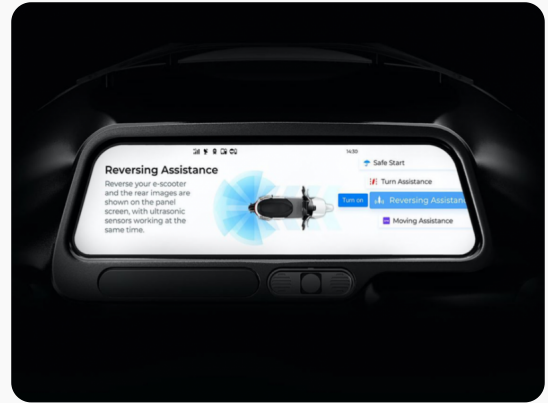 14:30
Reversing Assistance
Reverse your e-scooter
and the rear images are
shown on the panel
screen, with ultrasonic
sensors working at the
same time.
Safe Start
Turn Assistance
Turn on
Reversing Assistan
Moving Assistance